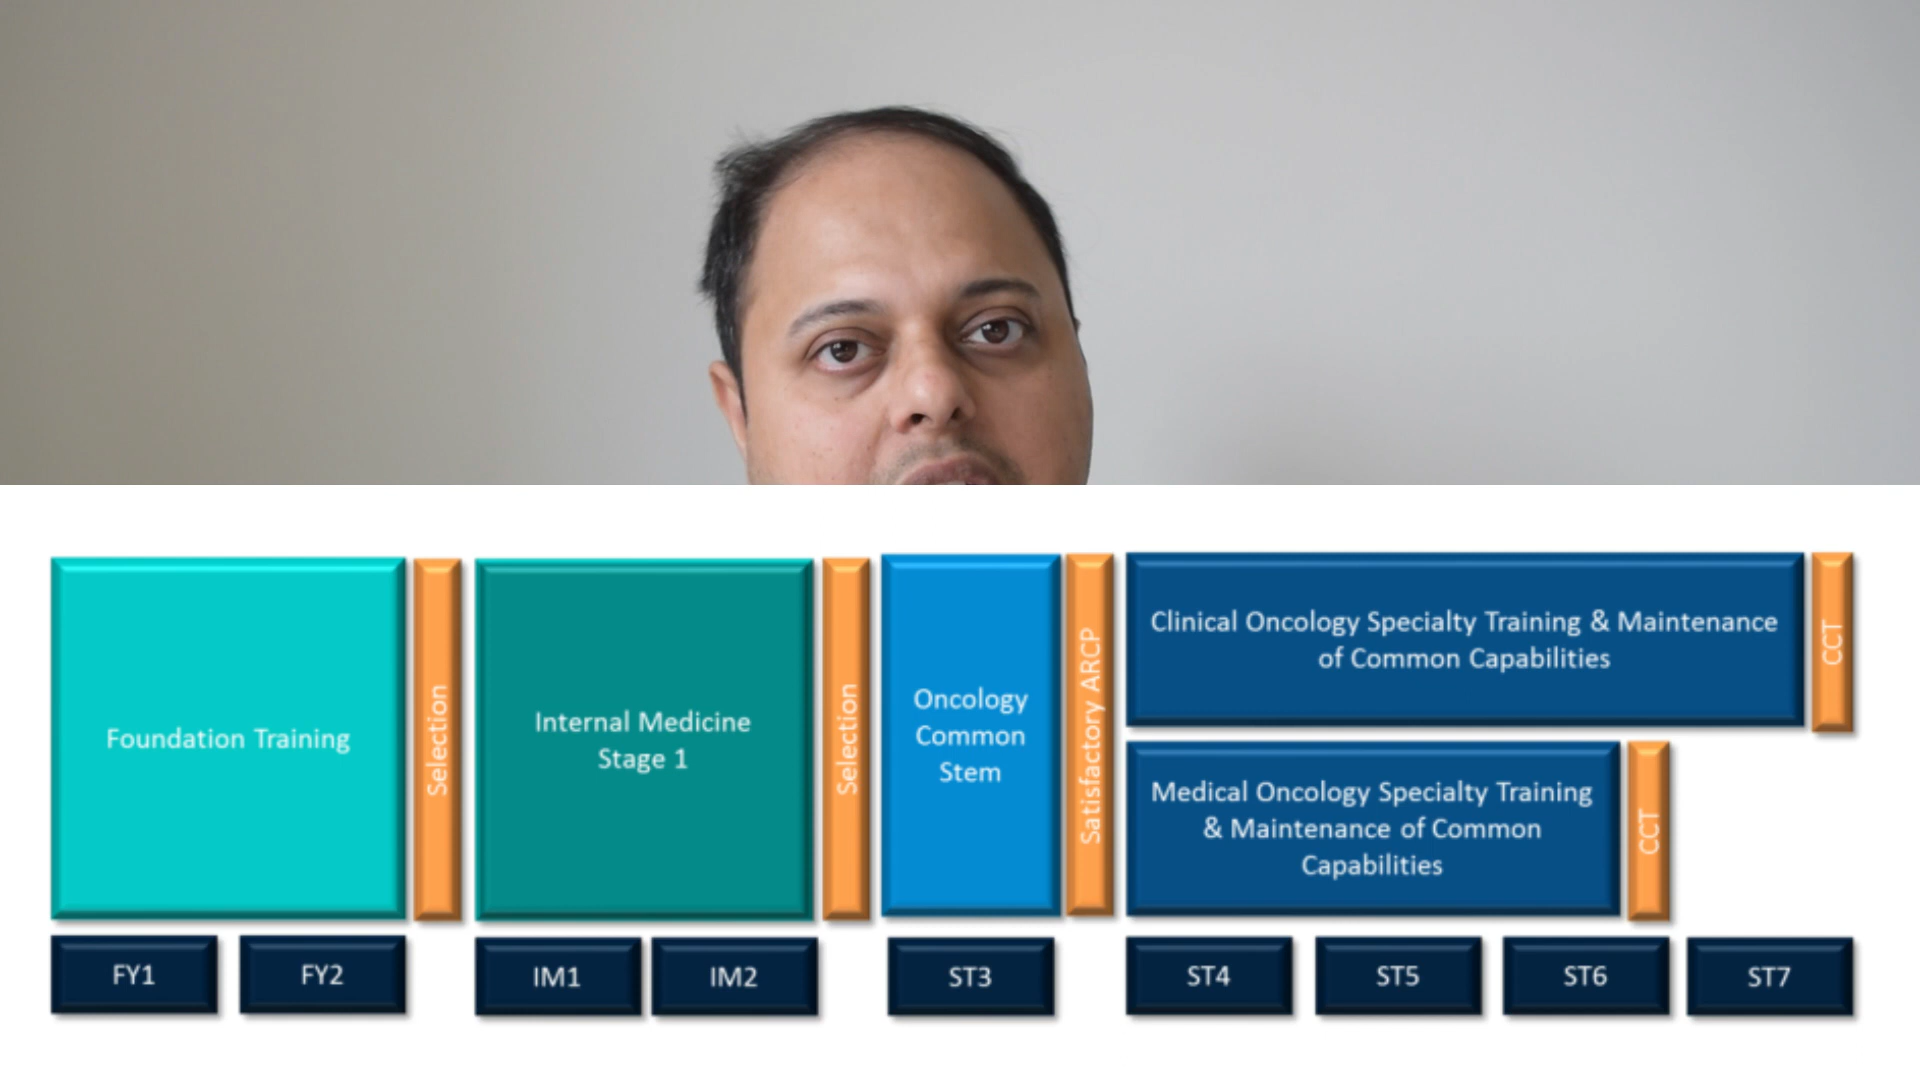 Foundation Training
Selection
Internal Medicine
Stage 1
Selection
Oncology
Common
Stem
Satisfactory ARCP
Clinical Oncology Specialty Training & Maintenance
of Common Capabilities
CCT
Medical Oncology Specialty Training
& Maintenance of Common
Capabilities
CCT
FY1
FY2
IM1
IM2
ST3
ST4
ST5
ST6
ST7